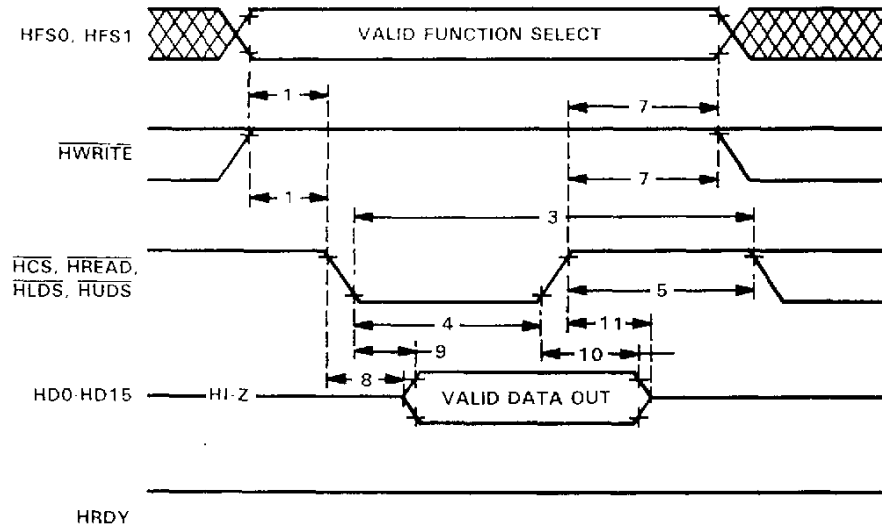 HFS0, HFS1
VALID FUNCTION SELECT
1
7
HWRITE
1
7
3
HCS, HREAD,
HLDS, HUDS
5
4
11
9
10
8
HD0-HD15
HI-Z
VALID DATA OUT
HRDY